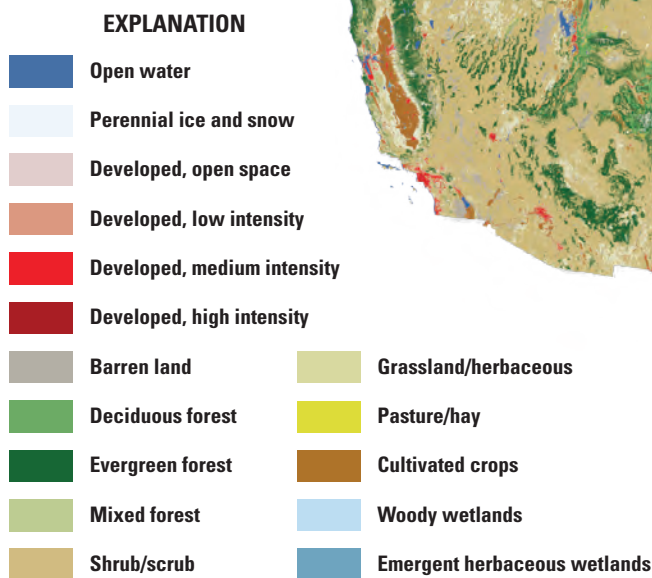 EXPLANATION
Open water
Perennial ice and snow
Developed, open space
Developed, low intensity
Developed, medium intensity
Developed, high intensity
Barren land
Deciduous forest
Evergreen forest
Mixed forest
Shrub/scrub
Grassland/herbaceous
Pasture/hay
Cultivated crops
Woody wetlands
Emergent herbaceous wetlands